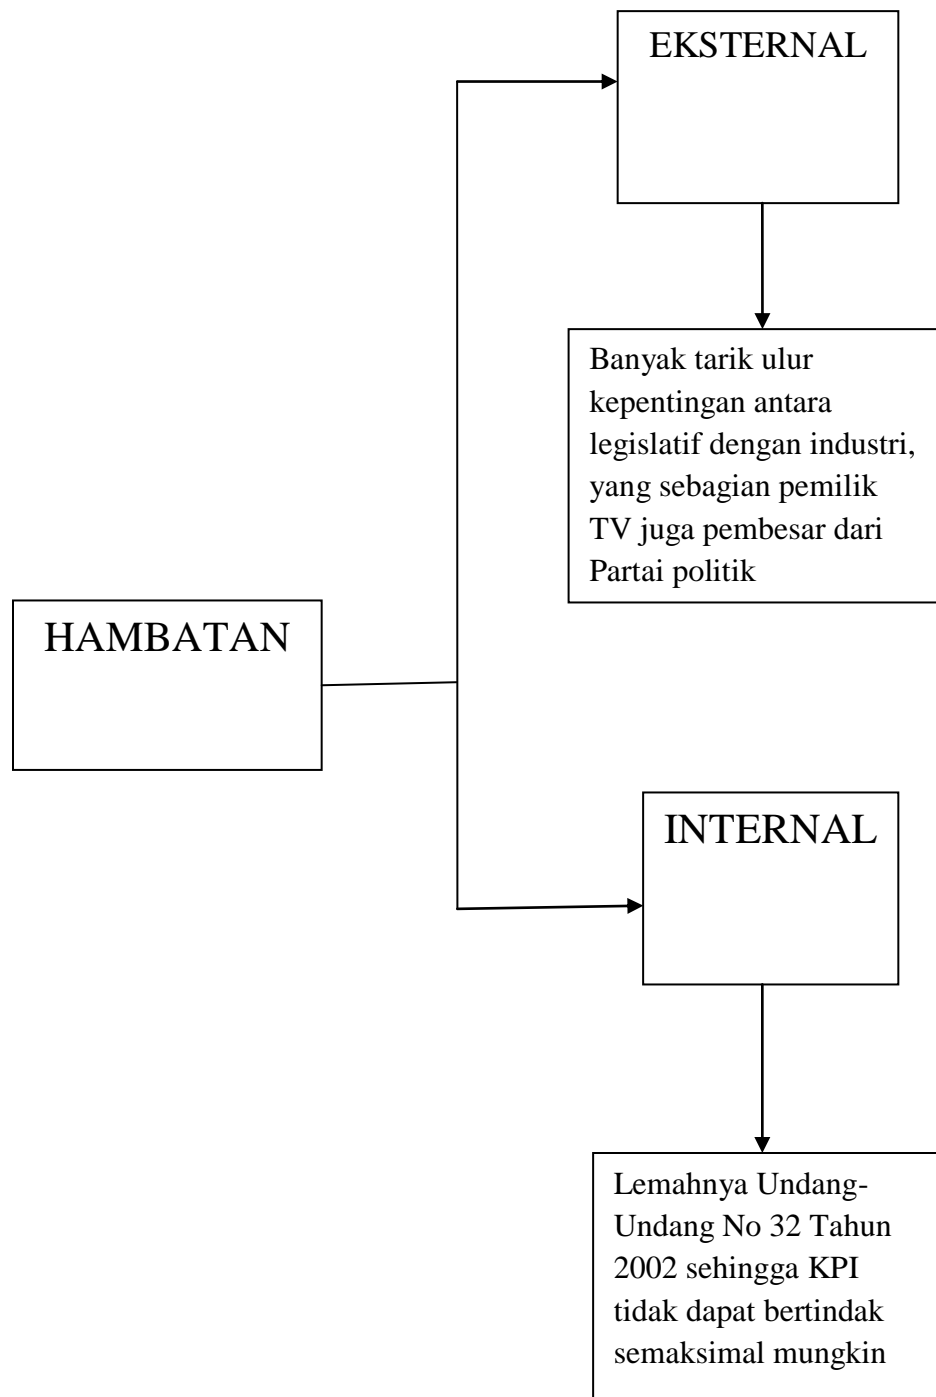 EKSTERNAL
Banyak tarik ulur
kepentingan antara
legislatif dengan industri,
yang sebagian pemilik
TV juga pembesar dari
Partai politik
HAMBATAN
INTERNAL
Lemahnya Undang-
Undang No 32 Tahun
2002 sehingga KPI
tidak dapat bertindak
semaksimal mungkin